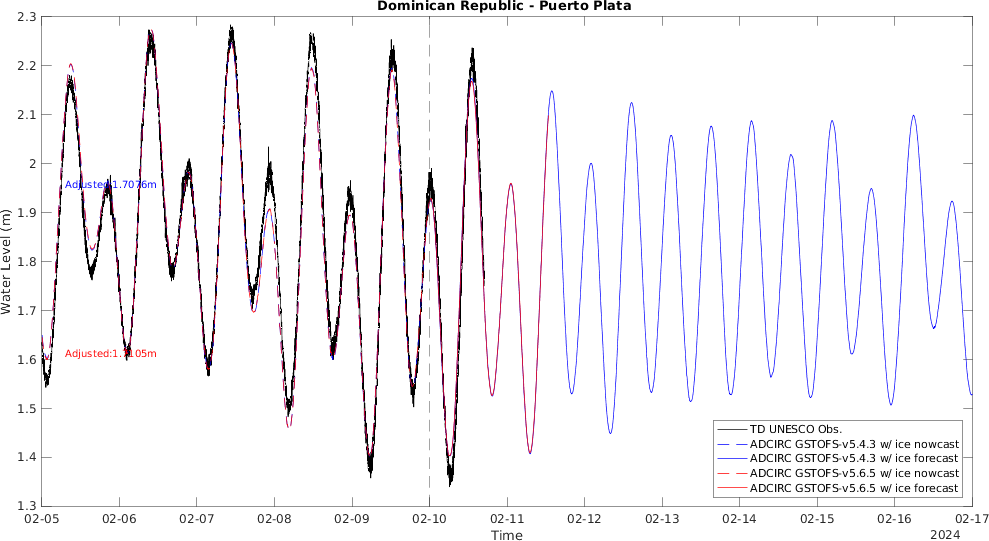 Dominican Republic - Puerto Plata
2.3
2.2
2.1
2
1.9
1.8
1.7
1.6
1.5
1.4
1.3
Water Level (m)
Adjusted:1.7076m
Adjusted:1.7105m
TD UNESCO Obs.
ADCIRC GSTOFS-v5.4.3 w/ ice nowcast
ADCIRC GSTOFS-v5.4.3 w/ ice forecast
ADCIRC GSTOFS-v5.6.5 w/ ice nowcast
ADCIRC GSTOFS-v5.6.5 w/ ice forecast
02-05 02-06 02-07 02-08 02-09 02-10 02-11 02-12 02-13 02-14 02-15 02-16 02-17
Time
2024